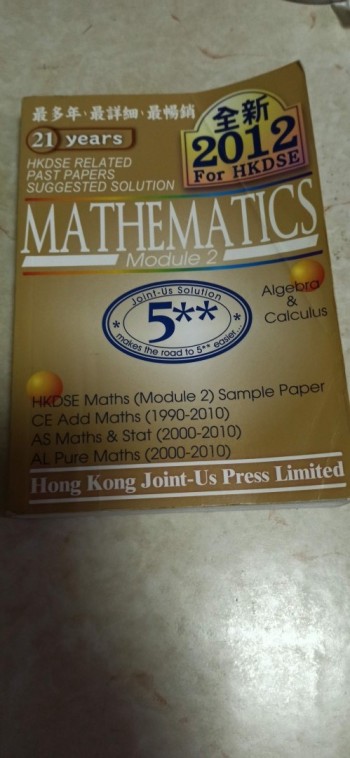 最多年·最詳細·最暢銷
21 years
HKDSE RELATED
PAST PAPERS
SUGGESTED SOLUTION
全新
2012
For HKDSE
MATHEMATICS
Module 2
Algebra
&
Calculus
Joint-Us Solution
* 5** *
makes the road to 5** easier...
HKDSE Maths (Module 2) Sample Paper
CE Add Maths (1990-2010)
AS Maths & Stat (2000-2010)
AL Pure Maths (2000-2010)
Hong Kong Joint-Us Press Limited